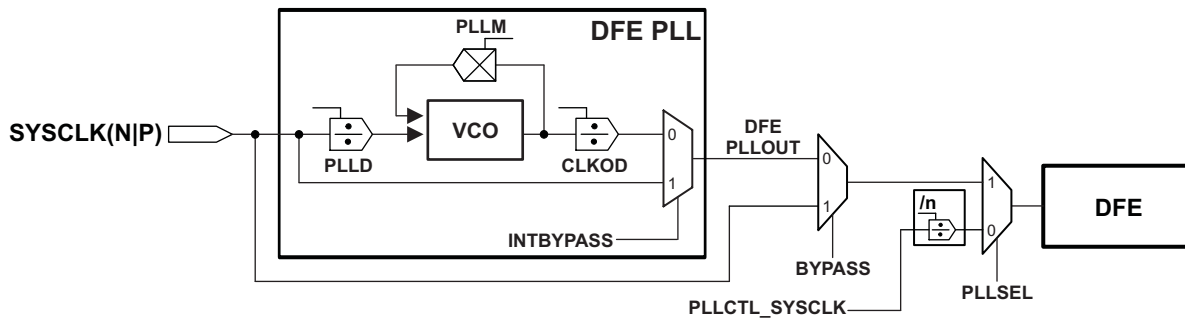 PLLM
DFE PLL
SYSCLK(N|P)
PLLD
VCO
CLKOD
0
1
INTBYPASS
DFE
PLLOUT
0
1
BYPASS
/n
1
0
PLLCTL_SYSCLK
PLLSEL
DFE